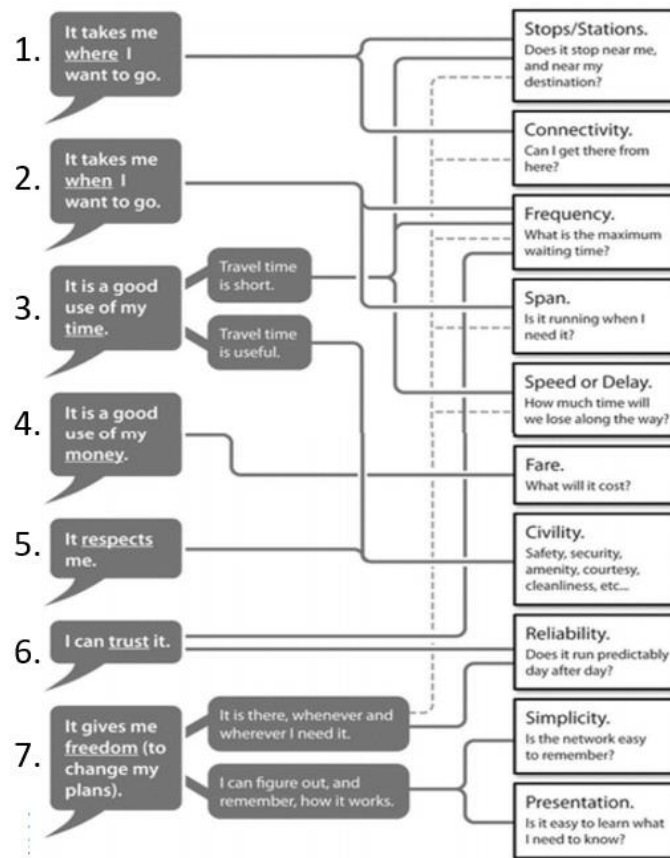 1.
It takes me
where I
want to go.
2.
It takes me
when I
want to go.
3.
It is a good
use of my
time.
Travel time
is short.
Travel time
is useful.
4.
It is a good
use of my
money.
5.
It respects
me.
6.
I can trust it.
7.
It gives me
freedom (to
change my
plans).
It is there, whenever and
wherever I need it.
I can figure out, and
remember, how it works.
Stops/Stations.
Does it stop near me,
and near my
destination?
Connectivity.
Can I get there from
here?
Frequency.
What is the maximum
waiting time?
Span.
Is it running when I
need it?
Speed or Delay.
How much time will
we lose along the way?
Fare.
What will it cost?
Civility.
Safety, security,
amenity, courtesy,
cleanliness, etc...
Reliability.
Does it run predictably
day after day?
Simplicity.
Is the network easy
to remember?
Presentation.
Is it easy to learn what
I need to know?